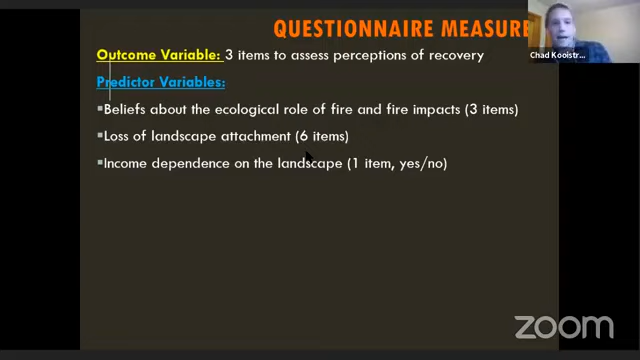 QUESTIONNAIRE MEASURE
Chad Kooistr...
Outcome Variable: 3 items to assess perceptions of recovery
Predictor Variables:
▪Beliefs about the ecological role of fire and fire impacts (3 items)
▪Loss of landscape attachment (6 items)
▪Income dependence on the landscape (1 item, yes/no)
zoom